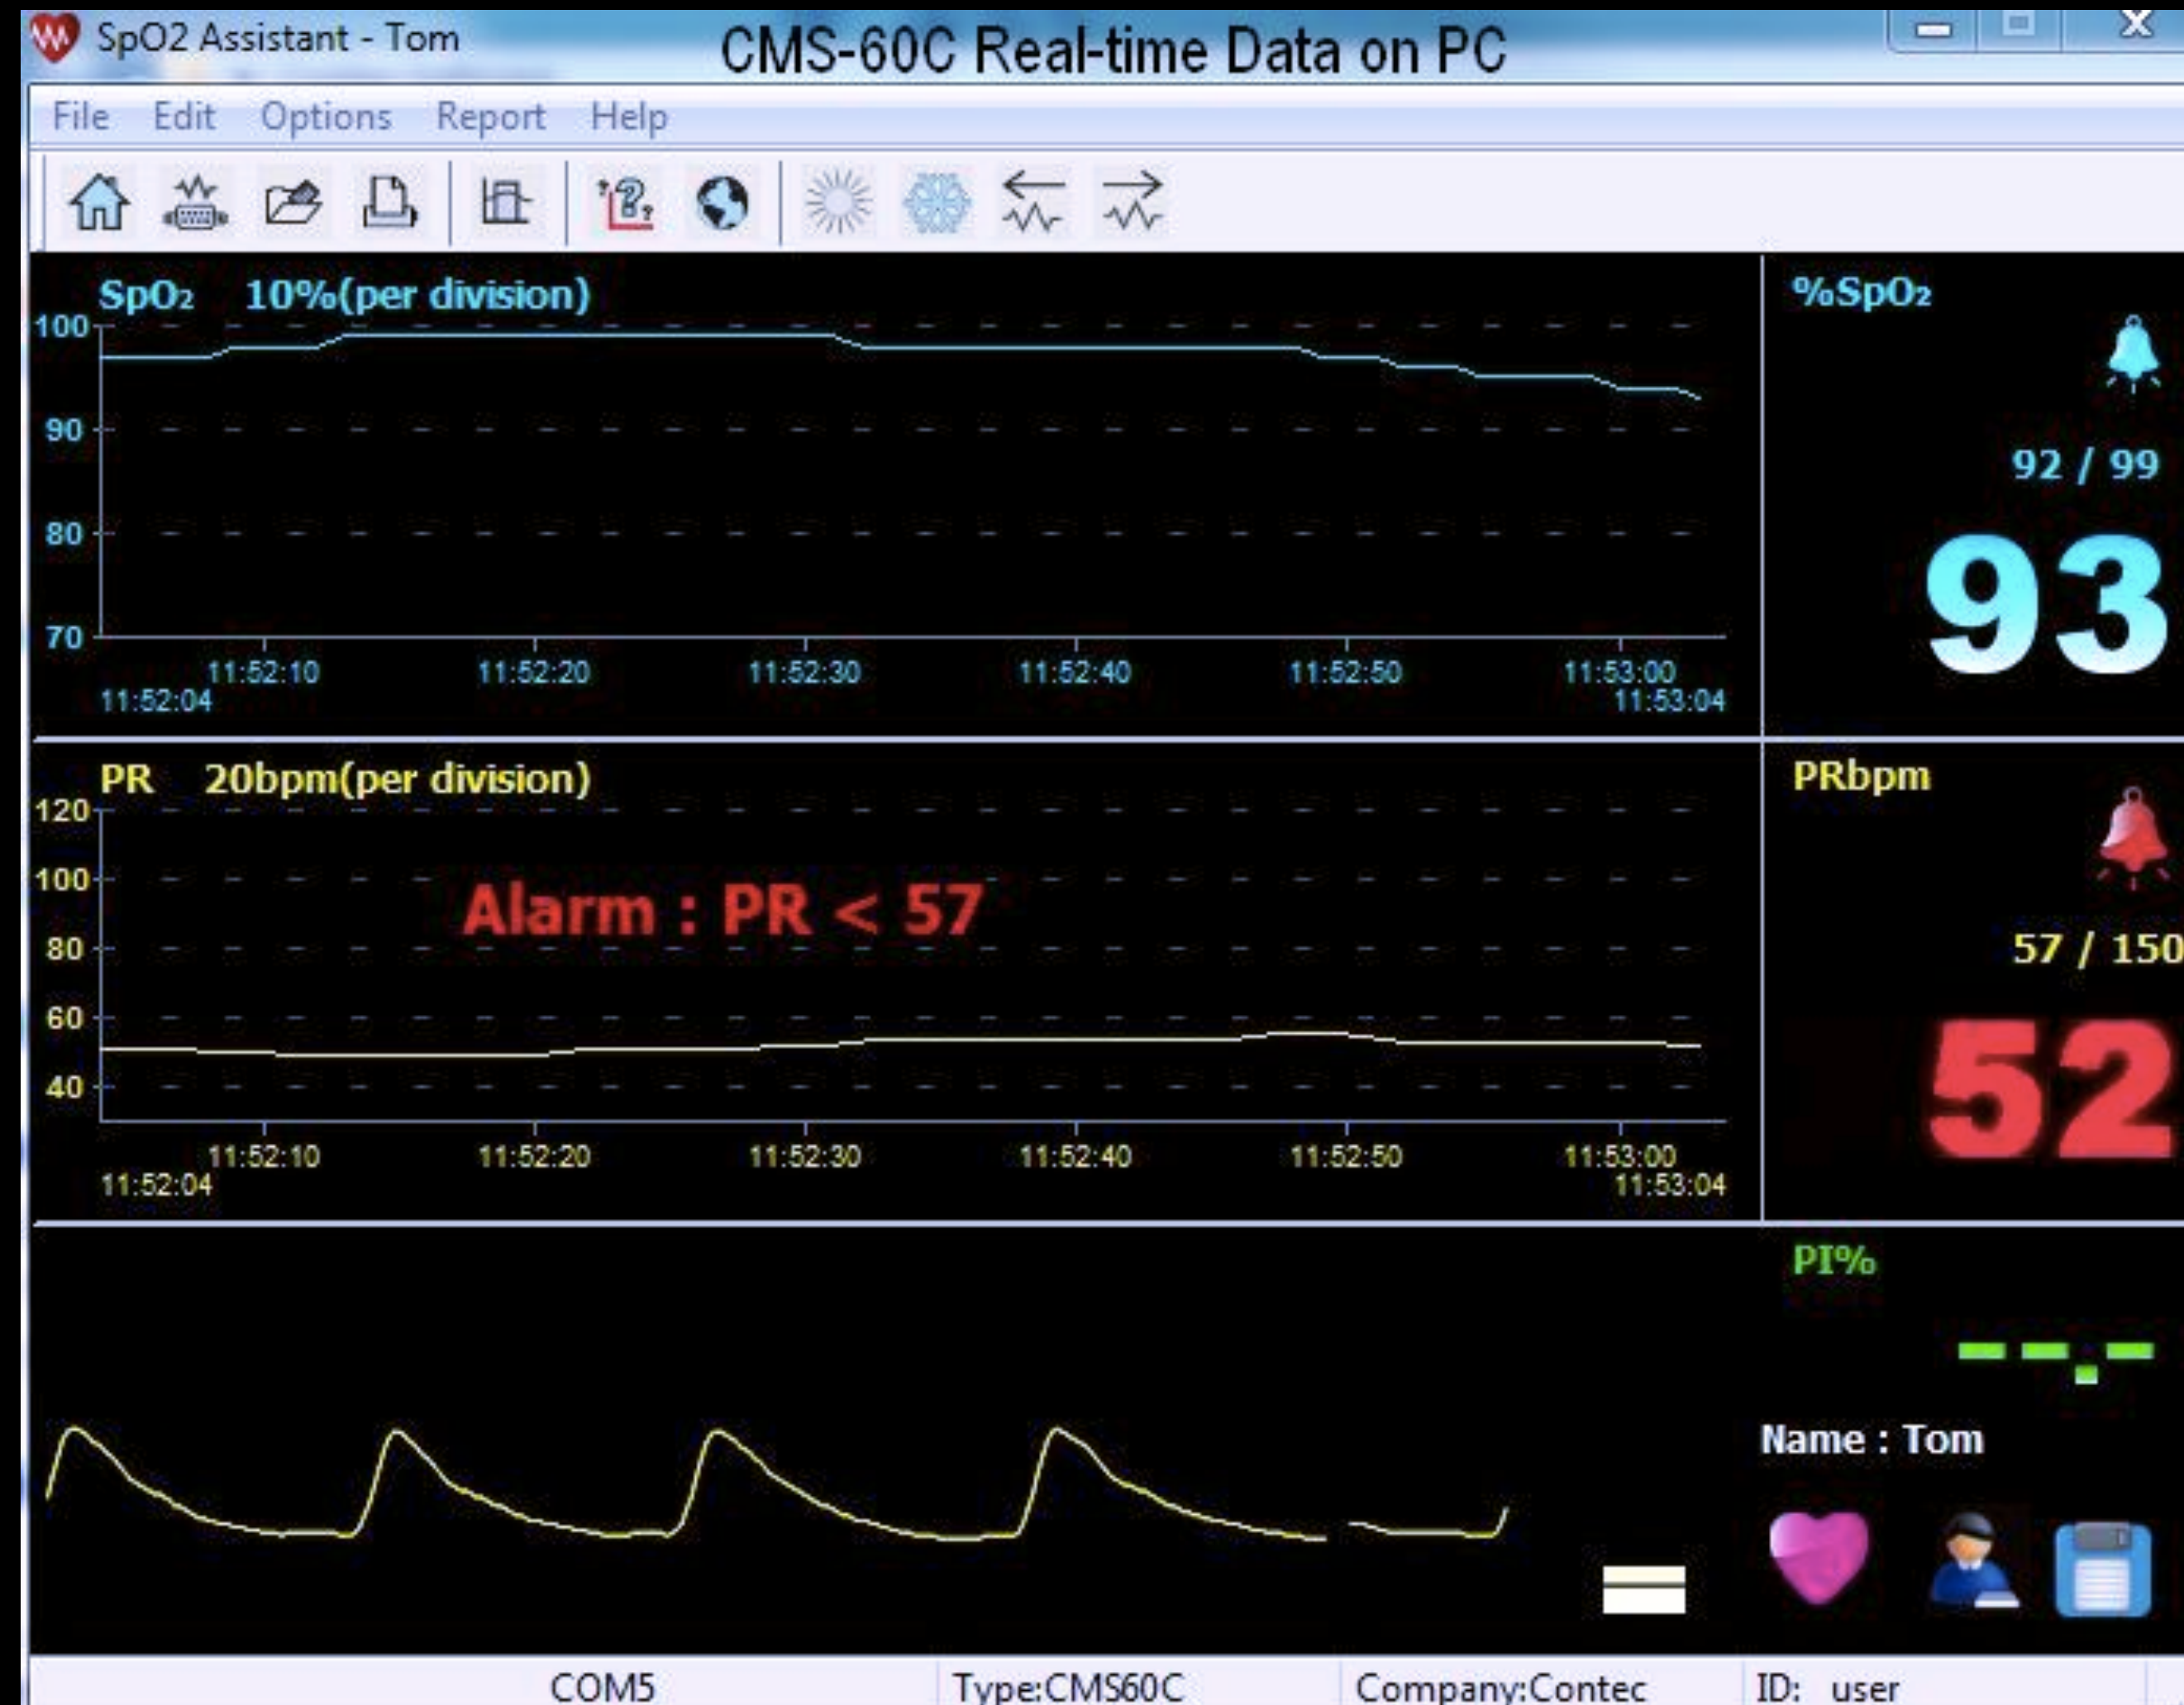 SpO2 Assistant - Tom
CMS-60C Real-time Data on PC
File Edit Options Report Help
SpO₂ 10%(per division)
100
90
80
70
11:52:10 11:52:20 11:52:30 11:52:40 11:52:50 11:53:00
11:52:04 11:53:04
%SpO₂
92 / 99
93
PR 20bpm(per division)
120
100
Alarm : PR < 57
80
60
40
11:52:10 11:52:20 11:52:30 11:52:40 11:52:50 11:53:00
11:52:04 11:53:04
PRbpm
57 / 150
52
PI%
--.-
Name : Tom
COM5 Type:CMS60C Company:Contec ID: user